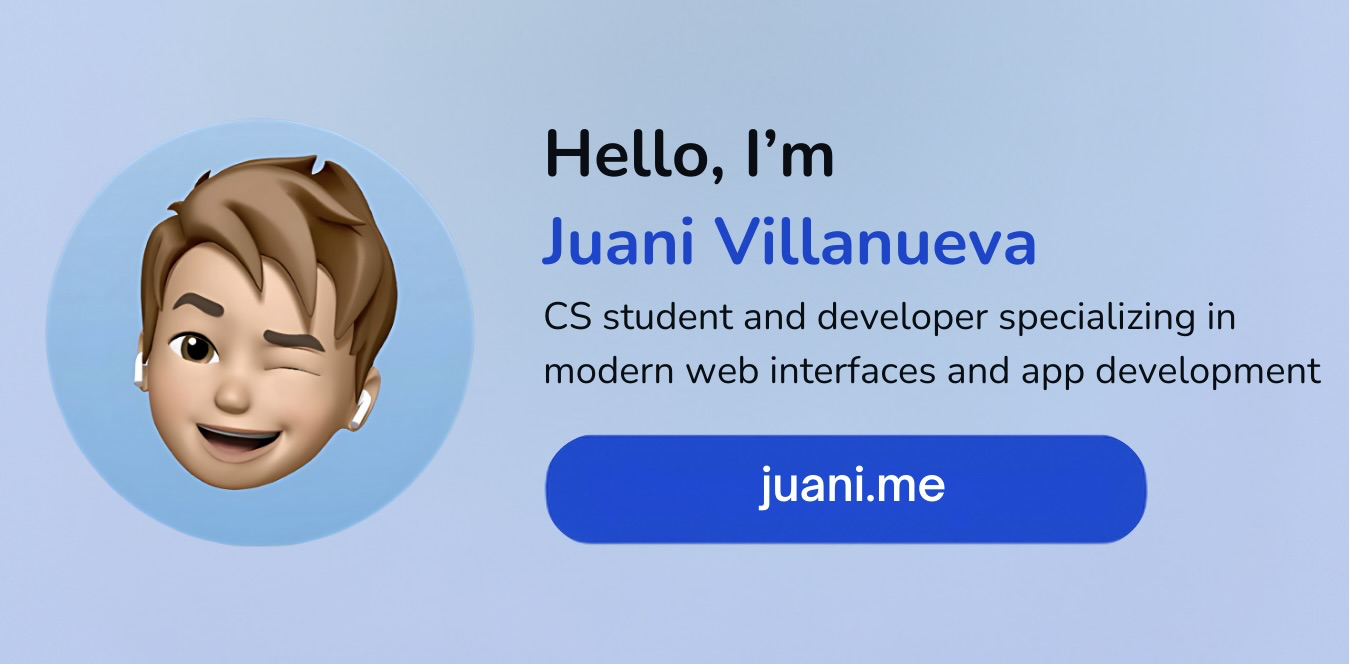 Hello, I’m
Juani Villanueva
CS student and developer specializing in
modern web interfaces and app development
juani.me